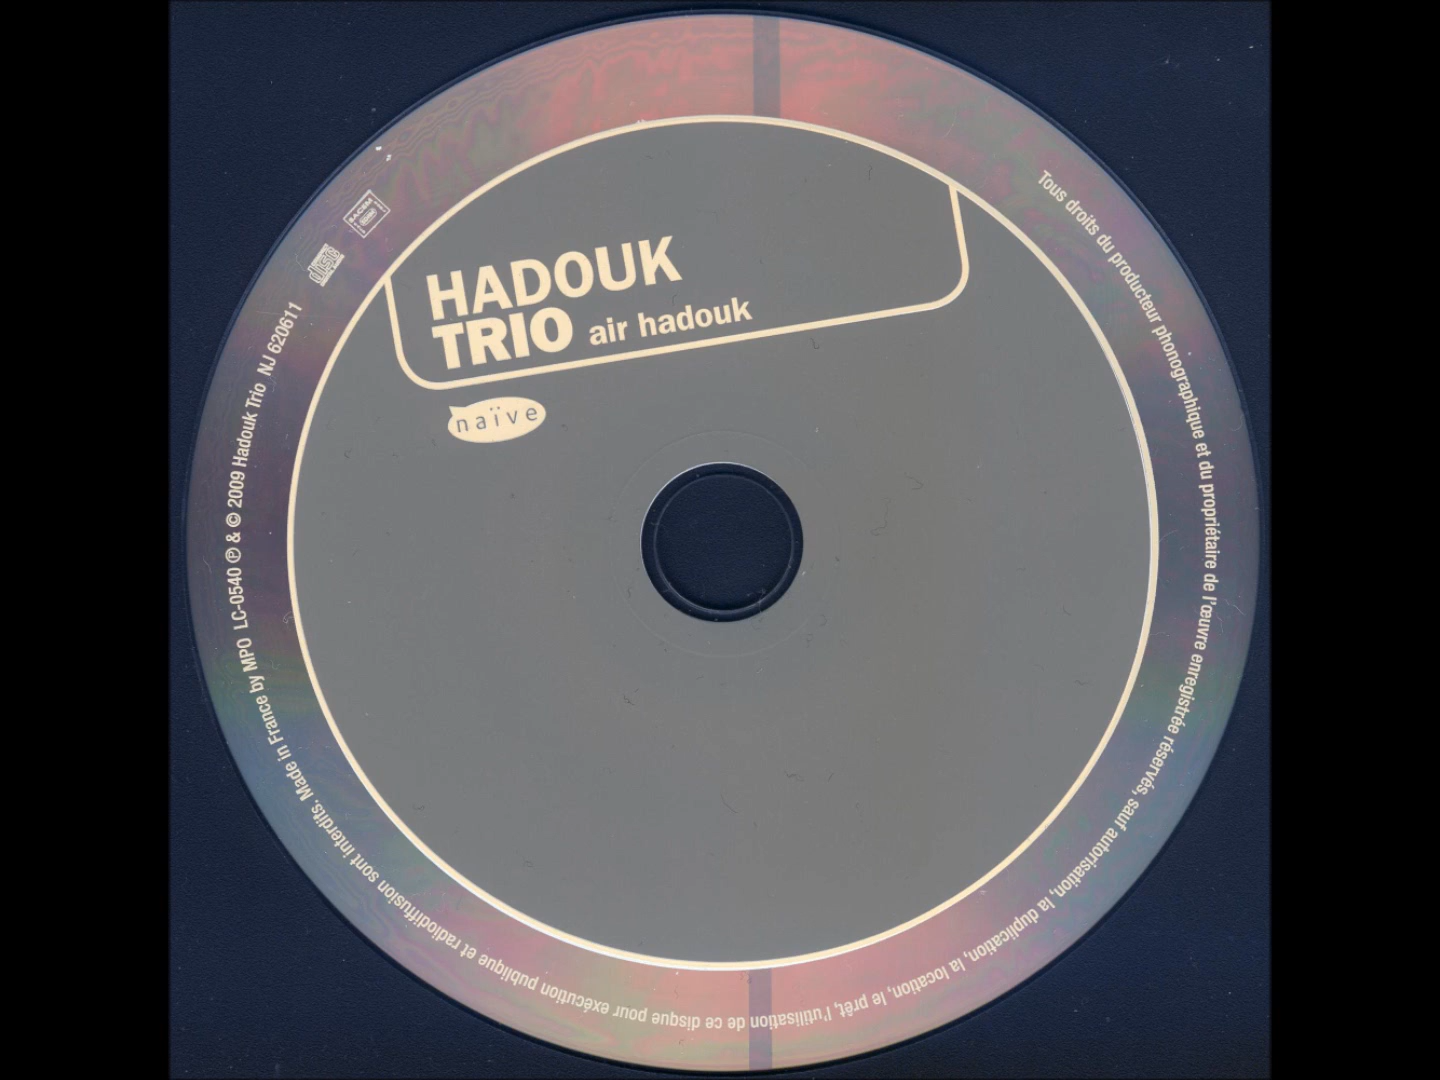 HADOUK
TRIO air hadouk
naïve
Tous droits du producteur phonographique et du propriétaire de l'œuvre enregistrée réservés, sauf autorisation, la duplication, la location, le prêt, l'utilisation de ce disque pour exécution publique et radiodiffusion sont interdits. Made in France by MPO LC-0540 ℗ & © 2009 Hadouk Trio NJ 620611
disc
SACEM